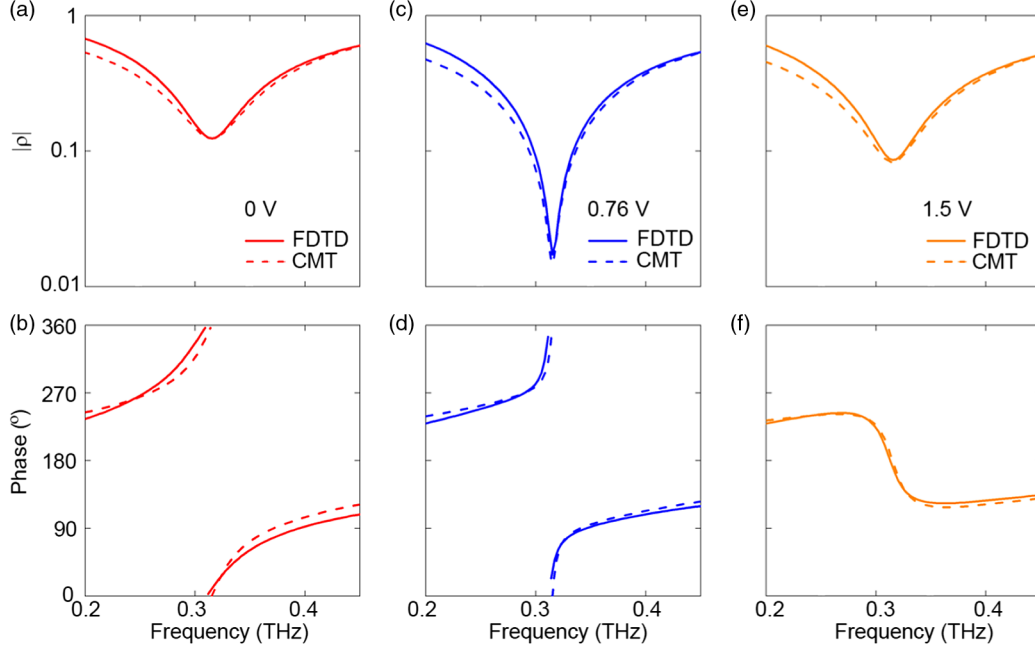 (a)
(c)
(e)
1
0.1
0.01
|ρ|
0 V
FDTD
CMT
0.76 V
FDTD
CMT
1.5 V
FDTD
CMT
(b)
(d)
(f)
360
270
180
90
0
Phase (º)
0.2 0.3 0.4
Frequency (THz)
0.2 0.3 0.4
Frequency (THz)
0.2 0.3 0.4
Frequency (THz)